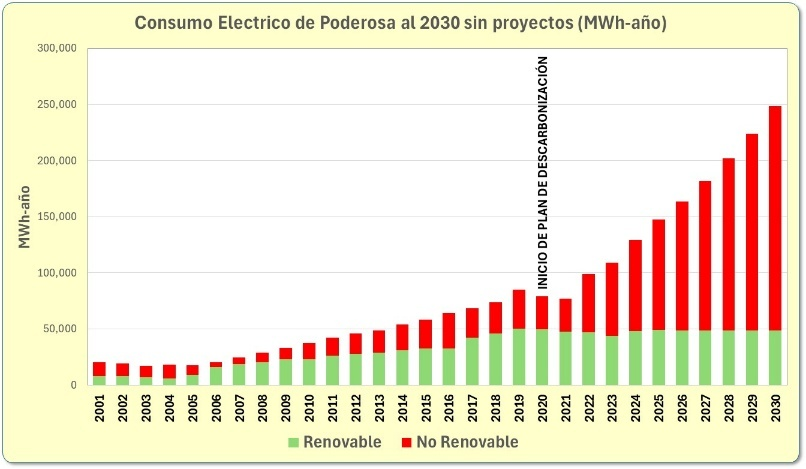 Consumo Electrico de Poderosa al 2030 sin proyectos (MWh-año)
300,000
250,000
200,000
150,000
100,000
50,000
0
MWh-año
INICIO DE PLAN DE DESCARBONIZACIÓN
2001 2002 2003 2004 2005 2006 2007 2008 2009 2010 2011 2012 2013 2014 2015 2016 2017 2018 2019 2020 2021 2022 2023 2024 2025 2026 2027 2028 2029 2030
Renovable No Renovable